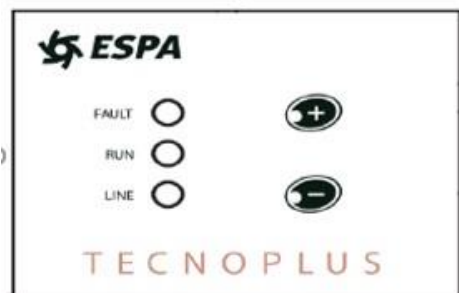 ESPA
FAULT
+
RUN
LINE
-
TECNOPLUS